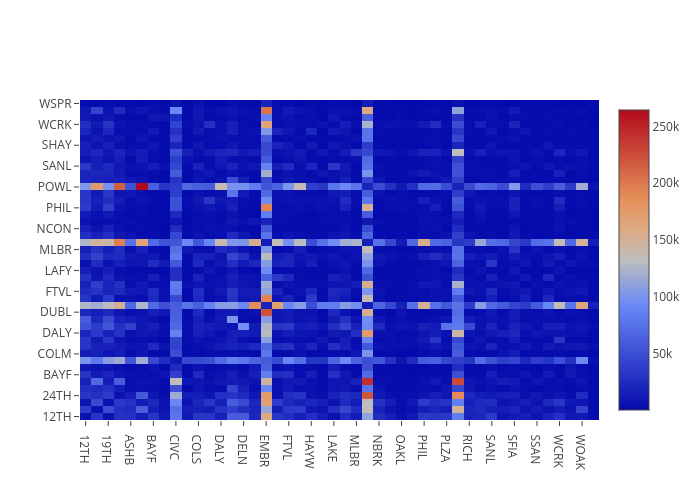 WSPR
WCRK
SHAY
SANL
POWL
PHIL
NCON
MLBR
LAFY
FTVL
DUBL
DALY
COLM
BAYF
24TH
12TH
12TH
19TH
ASHB
BAYF
CIVC
COLS
DALY
DELN
EMBR
FTVL
HAYW
LAKE
MLBR
NBRK
OAKL
PHIL
PLZA
RICH
SANL
SFIA
SSAN
WCRK
WOAK
250k
200k
150k
100k
50k